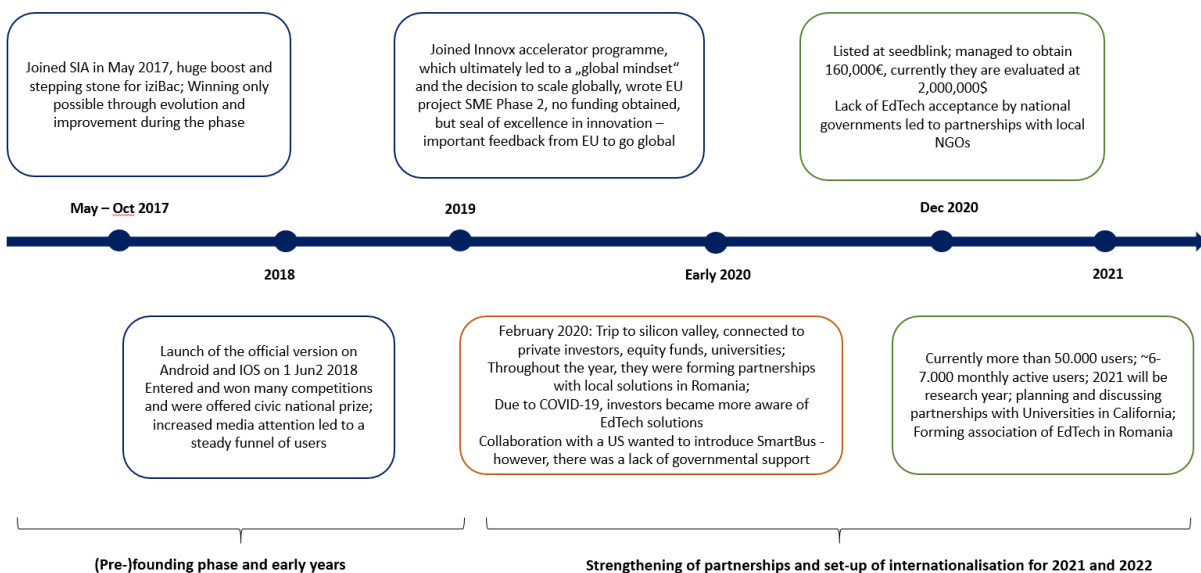 Joined SIA in May 2017, huge boost and
stepping stone for iziBac; Winning only
possible through evolution and
improvement during the phase
Joined Innovx accelerator programme,
which ultimately led to a „global mindset“
and the decision to scale globally, wrote EU
project SME Phase 2, no funding obtained,
but seal of excellence in innovation –
important feedback from EU to go global
Listed at seedblink; managed to obtain
160,000€, currently they are evaluated at
2,000,000$
Lack of EdTech acceptance by national
governments led to partnerships with local
NGOs
May – Oct 2017
2019
Dec 2020
2018
Early 2020
2021
Launch of the official version on
Android and IOS on 1 Jun2 2018
Entered and won many competitions
and were offered civic national prize;
increased media attention led to a
steady funnel of users
February 2020: Trip to silicon valley, connected to
private investors, equity funds, universities;
Throughout the year, they were forming partnerships
with local solutions in Romania;
Due to COVID-19, investors became more aware of
EdTech solutions
Collaboration with a US wanted to introduce SmartBus -
however, there was a lack of governmental support
Currently more than 50.000 users; ~6-
7.000 monthly active users; 2021 will be
research year; planning and discussing
partnerships with Universities in California;
Forming association of EdTech in Romania
(Pre-)founding phase and early years
Strengthening of partnerships and set-up of internationalisation for 2021 and 2022